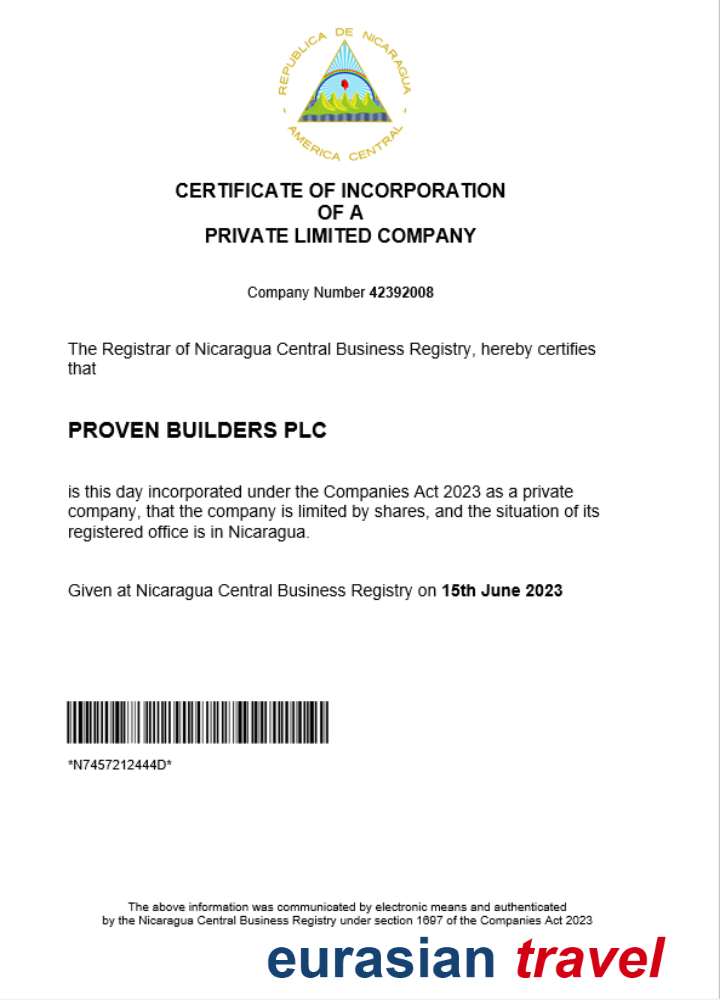 REPUBLICA DE NICARAGUA
- AMERICA CENTRAL -
CERTIFICATE OF INCORPORATION
OF A
PRIVATE LIMITED COMPANY
Company Number 42392008
The Registrar of Nicaragua Central Business Registry, hereby certifies
that
PROVEN BUILDERS PLC
is this day incorporated under the Companies Act 2023 as a private
company, that the company is limited by shares, and the situation of its
registered office is in Nicaragua.
Given at Nicaragua Central Business Registry on 15th June 2023
*N7457212444D*
The above information was communicated by electronic means and authenticated
by the Nicaragua Central Business Registry under section 1697 of the Companies Act 2023
eurasian travel